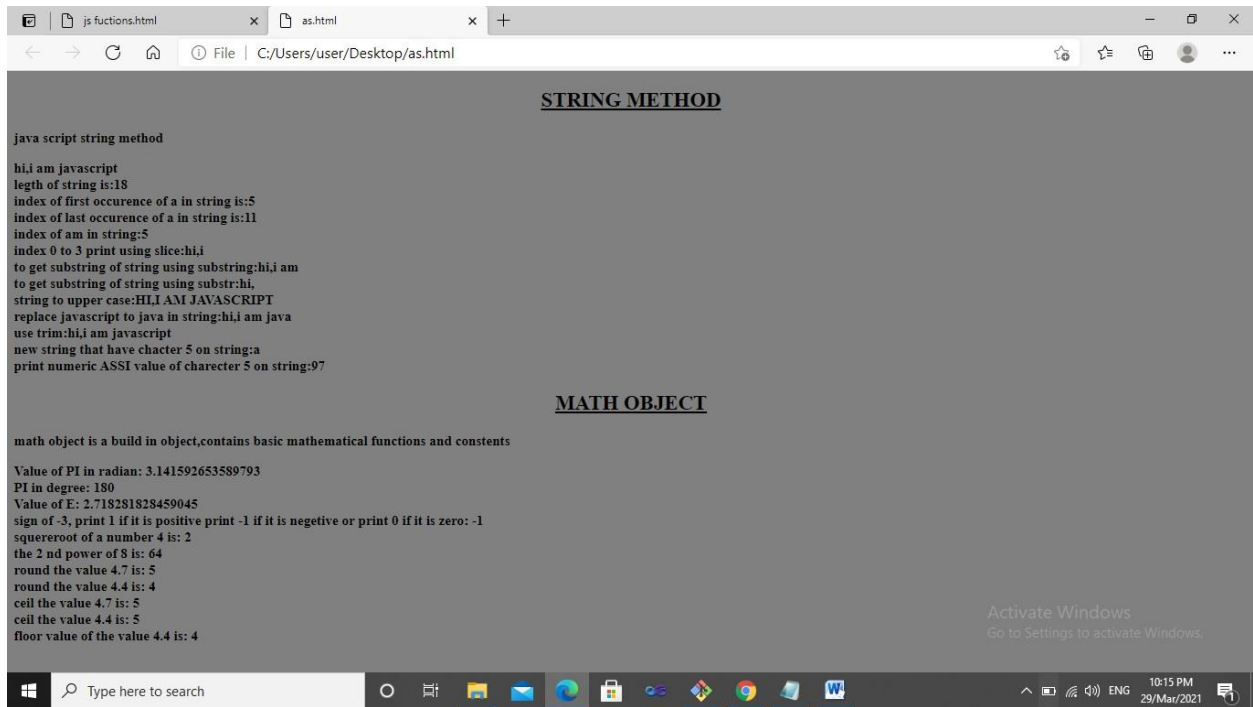 js fuctions.html
as.html
File | C:/Users/user/Desktop/as.html
STRING METHOD
java script string method
hi,i am javascript
legth of string is:18
index of first occurence of a in string is:5
index of last occurence of a in string is:11
index of am in string:5
index 0 to 3 print using slice:hi,i
to get substring of string using substring:hi,i am
to get substring of string using substr:hi,
string to upper case:HI,I AM JAVASCRIPT
replace javascript to java in string:hi,i am java
use trim:hi,i am javascript
new string that have chacter 5 on string:a
print numeric ASSI value of charecter 5 on string:97
MATH OBJECT
math object is a build in object,contains basic mathematical functions and constents
Value of PI in radian: 3.141592653589793
PI in degree: 180
Value of E: 2.718281828459045
sign of -3, print 1 if it is positive print -1 if it is negetive or print 0 if it is zero: -1
squereroot of a number 4 is: 2
the 2 nd power of 8 is: 64
round the value 4.7 is: 5
round the value 4.4 is: 4
ceil the value 4.7 is: 5
ceil the value 4.4 is: 5
floor value of the value 4.4 is: 4
Activate Windows
Go to Settings to activate Windows.
Type here to search
ENG
10:15 PM
29/Mar/2021